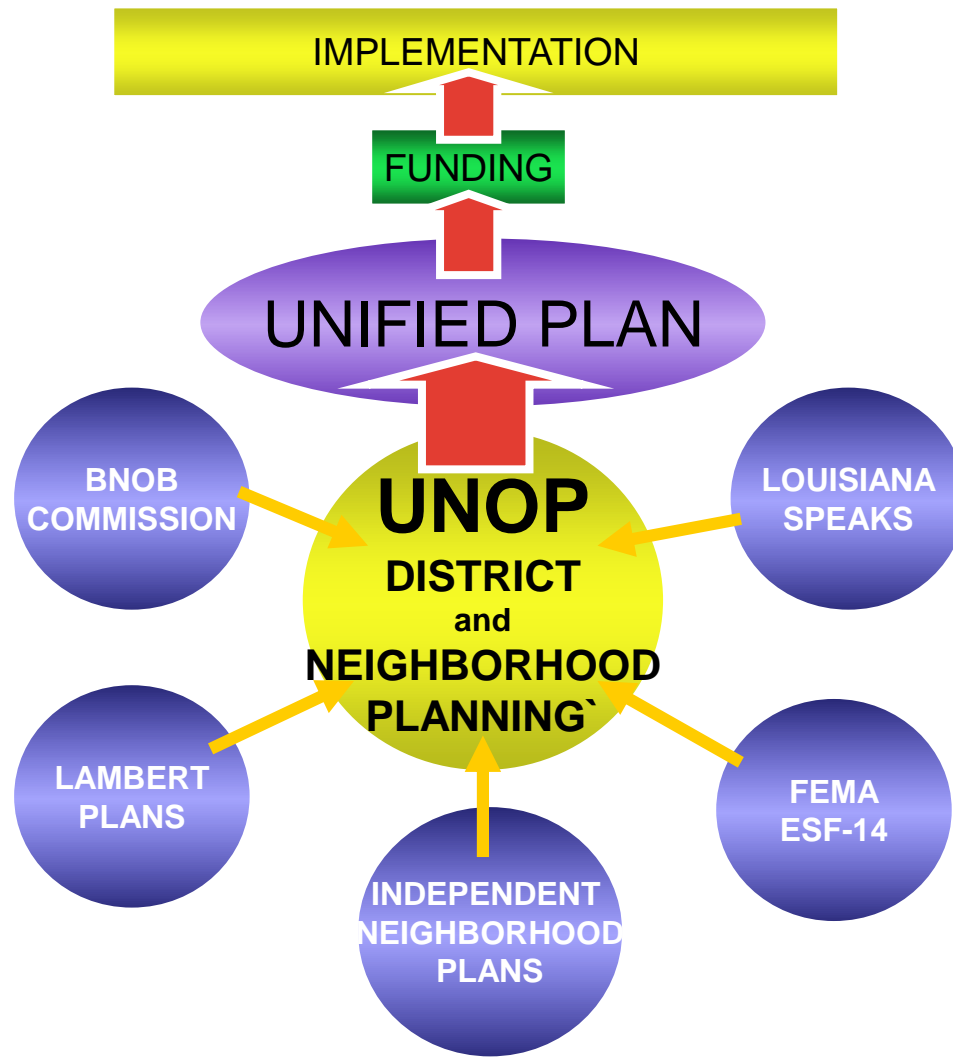 IMPLEMENTATION
FUNDING
UNIFIED PLAN
BNOB
COMMISSION
UNOP
DISTRICT
and
NEIGHBORHOOD
PLANNING`
LOUISIANA
SPEAKS
LAMBERT
PLANS
INDEPENDENT
NEIGHBORHOOD
PLANS
FEMA
ESF-14